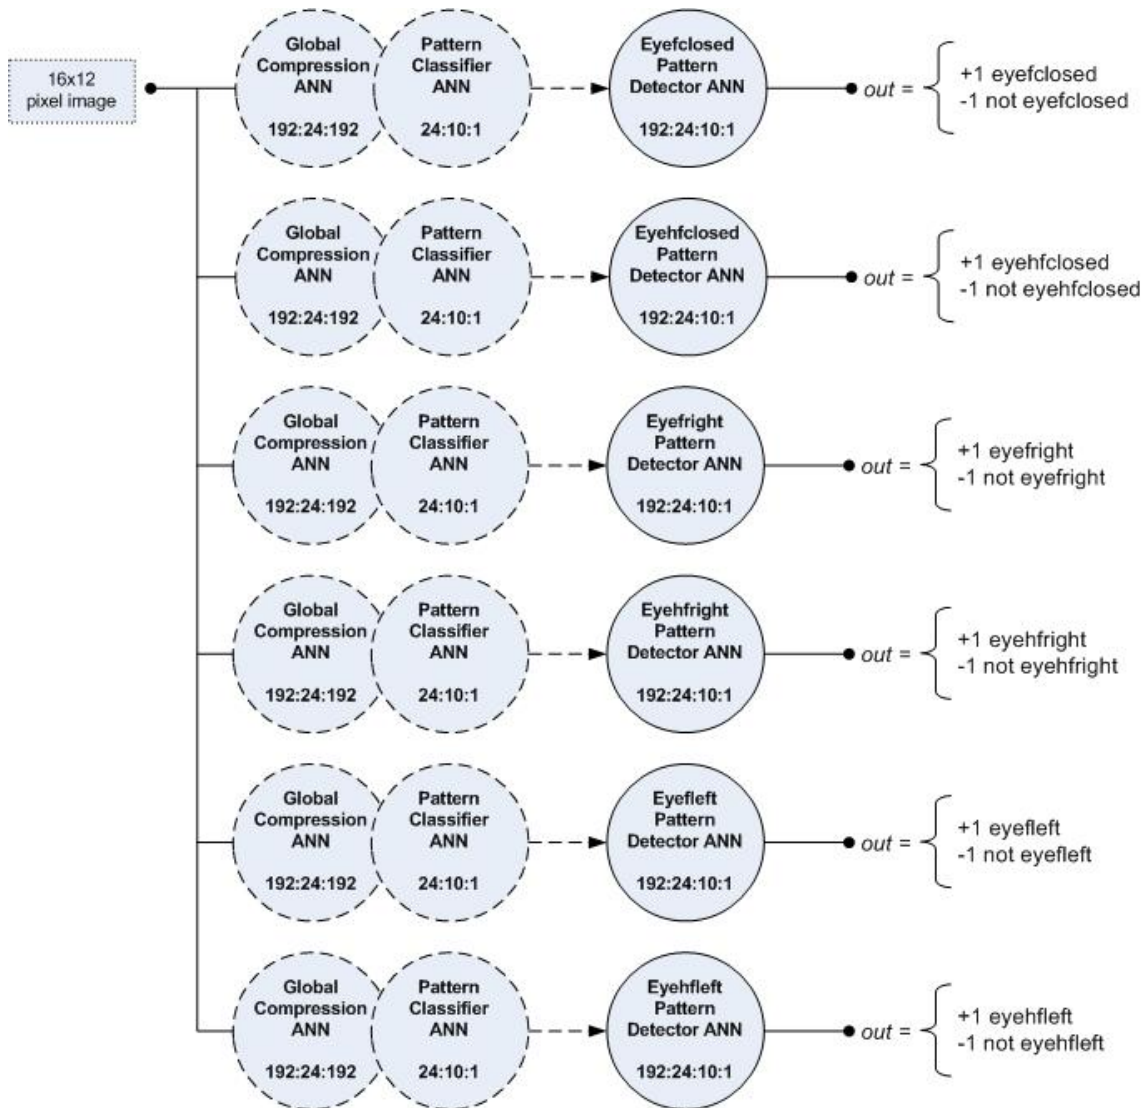 16x12
pixel image
Global
Compression
ANN
192:24:192
Pattern
Classifier
ANN
24:10:1
Eyefclosed
Pattern
Detector ANN
192:24:10:1
out =
+1 eyefclosed
-1 not eyefclosed
Global
Compression
ANN
192:24:192
Pattern
Classifier
ANN
24:10:1
Eyehfclosed
Pattern
Detector ANN
192:24:10:1
out =
+1 eyehfclosed
-1 not eyehfclosed
Global
Compression
ANN
192:24:192
Pattern
Classifier
ANN
24:10:1
Eyefright
Pattern
Detector ANN
192:24:10:1
out =
+1 eyefright
-1 not eyefright
Global
Compression
ANN
192:24:192
Pattern
Classifier
ANN
24:10:1
Eyehfright
Pattern
Detector ANN
192:24:10:1
out =
+1 eyehfright
-1 not eyehfright
Global
Compression
ANN
192:24:192
Pattern
Classifier
ANN
24:10:1
Eyefleft
Pattern
Detector ANN
192:24:10:1
out =
+1 eyefleft
-1 not eyefleft
Global
Compression
ANN
192:24:192
Pattern
Classifier
ANN
24:10:1
Eyehfleft
Pattern
Detector ANN
192:24:10:1
out =
+1 eyehfleft
-1 not eyehfleft